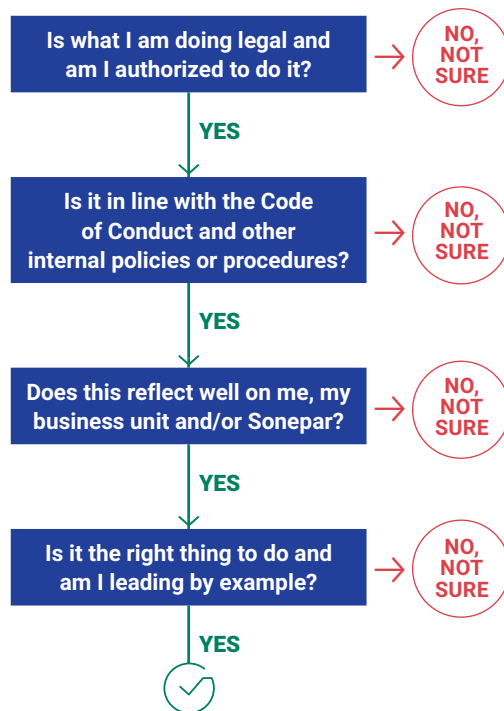 Is what I am doing legal and
am I authorized to do it?
NO,
NOT
SURE
YES
Is it in line with the Code
of Conduct and other
internal policies or procedures?
NO,
NOT
SURE
YES
Does this reflect well on me, my
business unit and/or Sonepar?
NO,
NOT
SURE
YES
Is it the right thing to do and
am I leading by example?
NO,
NOT
SURE
YES